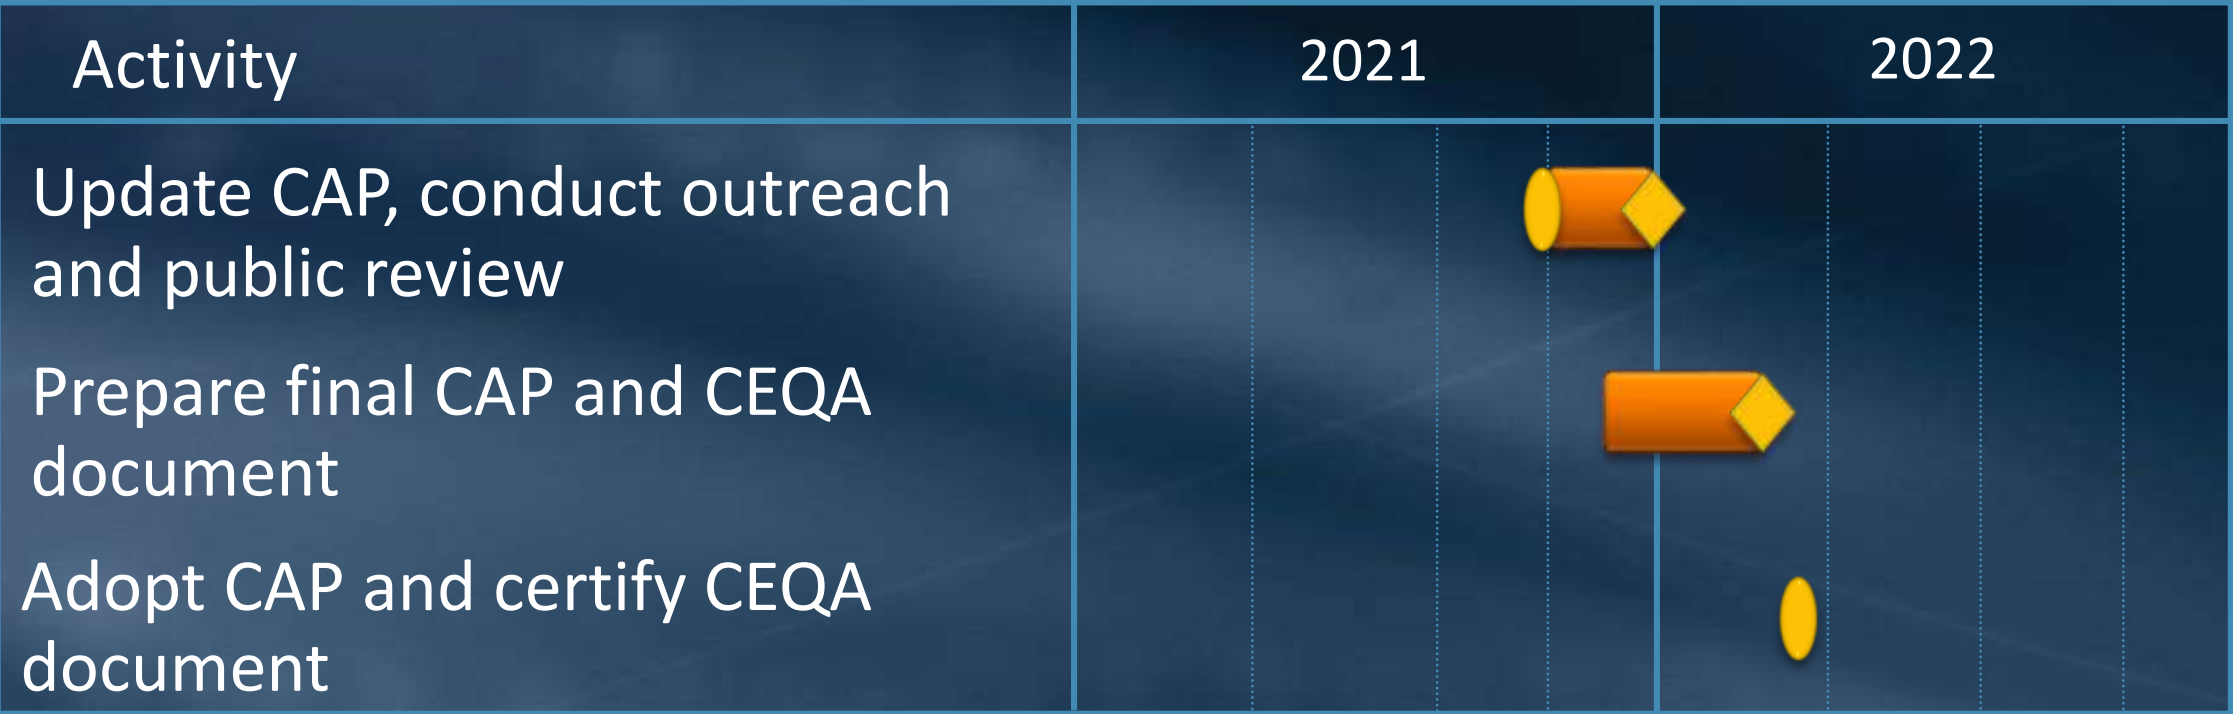 Activity
2021
2022
Update CAP, conduct outreach
and public review
Prepare final CAP and CEQA
document
Adopt CAP and certify CEQA
document